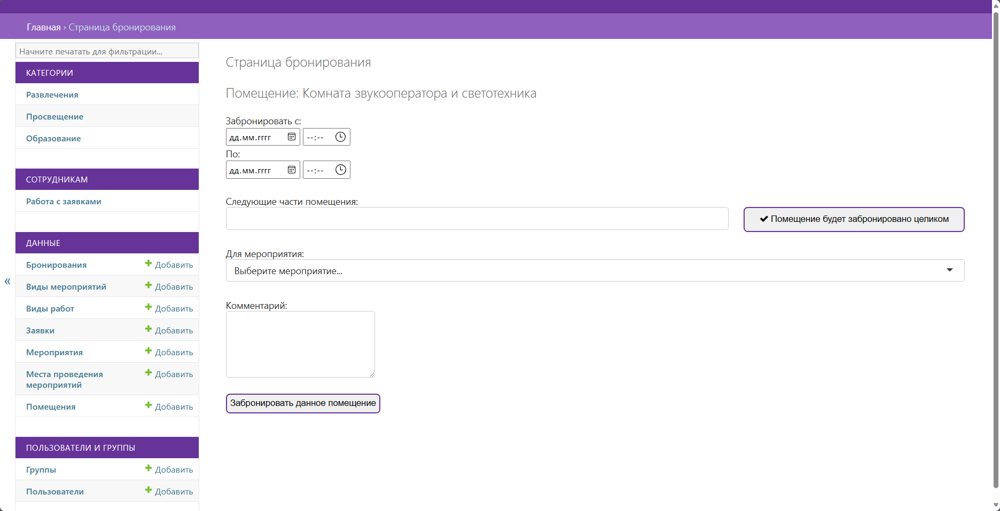 Главная › Страница бронирования
Начните печатать для фильтрации...
КАТЕГОРИИ
Развлечения
Просвещение
Образование
СОТРУДНИКАМ
Работа с заявками
ДАННЫЕ
Бронирования Добавить
Виды мероприятий Добавить
Виды работ Добавить
Заявки Добавить
Мероприятия Добавить
Места проведения Добавить
мероприятий
Помещения Добавить
ПОЛЬЗОВАТЕЛИ И ГРУППЫ
Группы Добавить
Пользователи Добавить
«
Страница бронирования
Помещение: Комната звукооператора и светотехника
Забронировать с:
дд.мм.гггг --:--
По:
дд.мм.гггг --:--
Следующие части помещения:
Помещение будет забронировано целиком
Для мероприятия:
Выберите мероприятие...
Комментарий:
Забронировать данное помещение